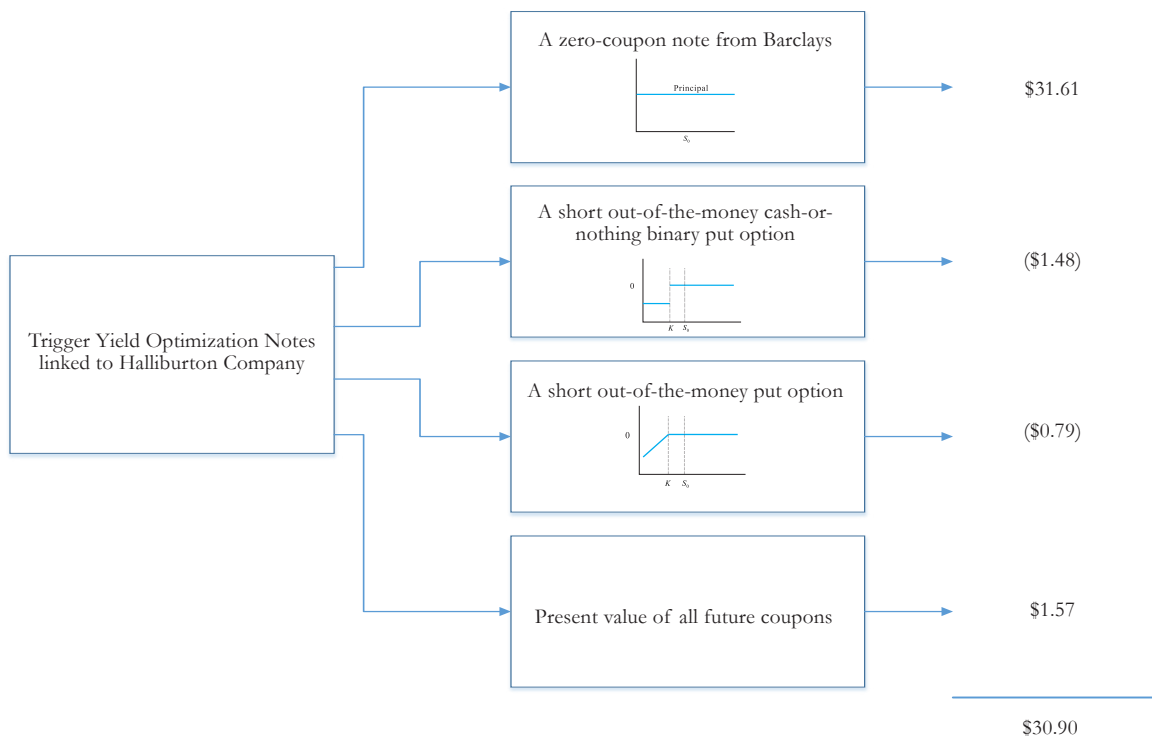 A zero-coupon note from Barclays
Principal
S₀
$31.61
A short out-of-the-money cash-or-
nothing binary put option
0
K S₀
($1.48)
Trigger Yield Optimization Notes
linked to Halliburton Company
A short out-of-the-money put option
0
K S₀
($0.79)
Present value of all future coupons
$1.57
$30.90